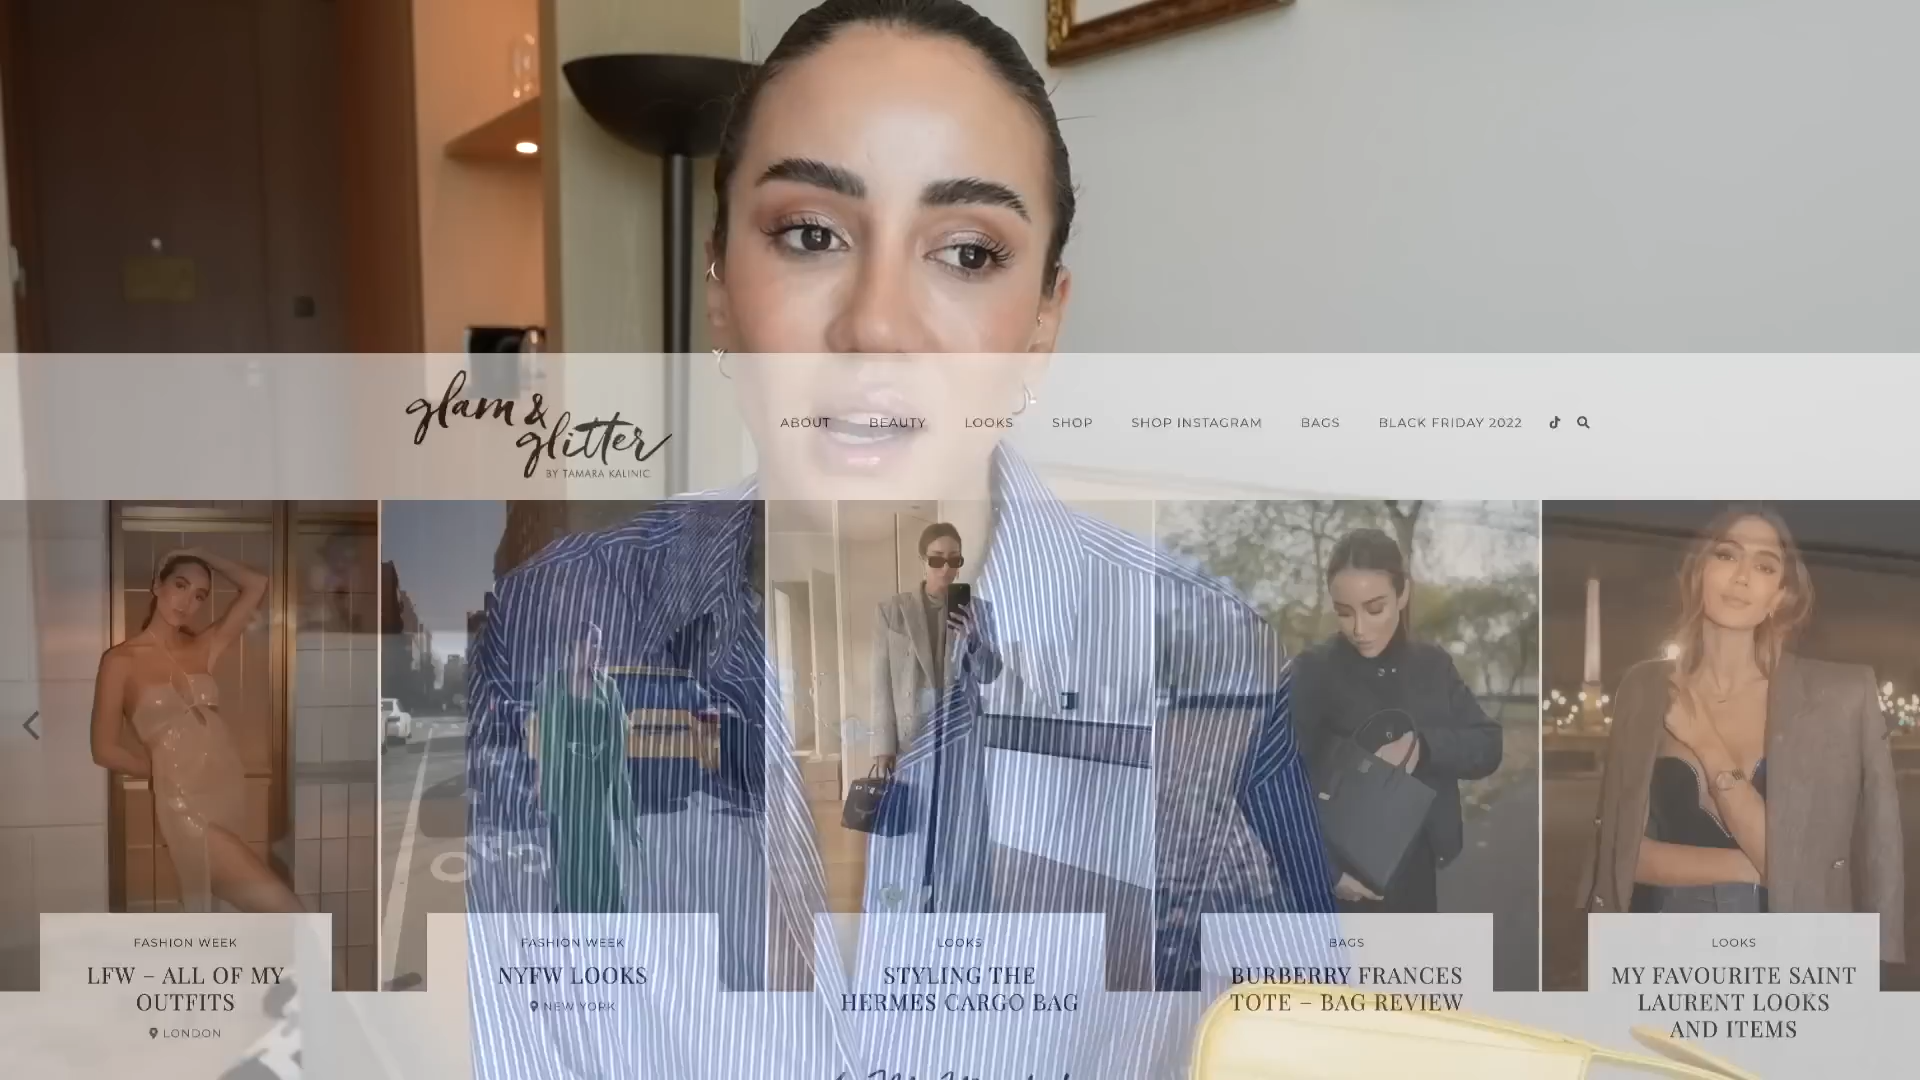 glam &
glitter
BY TAMARA KALINIC
ABOUT BEAUTY LOOKS SHOP SHOP INSTAGRAM BAGS BLACK FRIDAY 2022
FASHION WEEK
LFW – ALL OF MY
OUTFITS
LONDON
FASHION WEEK
NYFW LOOKS
NEW YORK
LOOKS
STYLING THE
HERMES CARGO BAG
BAGS
BURBERRY FRANCES
TOTE – BAG REVIEW
LOOKS
MY FAVOURITE SAINT
LAURENT LOOKS
AND ITEMS